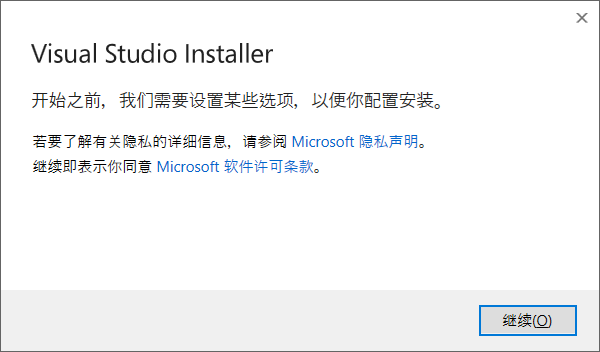 Visual Studio Installer
开始之前，我们需要设置某些选项，以便你配置安装。
若要了解有关隐私的详细信息，请参阅 Microsoft 隐私声明。
继续即表示你同意 Microsoft 软件许可条款。
继续(O)